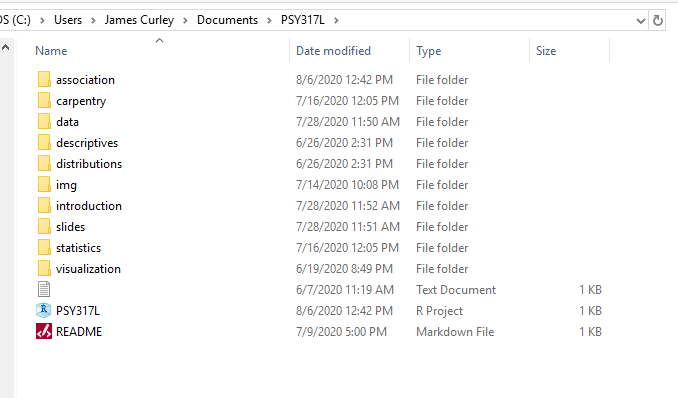 OS (C:) > Users > James Curley > Documents > PSY317L >
Name Date modified Type Size
association 8/6/2020 12:42 PM File folder
carpentry 7/16/2020 12:05 PM File folder
data 7/28/2020 11:50 AM File folder
descriptives 6/26/2020 2:31 PM File folder
distributions 6/26/2020 2:31 PM File folder
img 7/14/2020 10:08 PM File folder
introduction 7/28/2020 11:52 AM File folder
slides 7/28/2020 11:51 AM File folder
statistics 7/16/2020 12:05 PM File folder
visualization 6/19/2020 8:49 PM File folder
6/7/2020 11:19 AM Text Document 1 KB
PSY317L 8/6/2020 12:42 PM R Project 1 KB
README 7/9/2020 5:00 PM Markdown File 1 KB